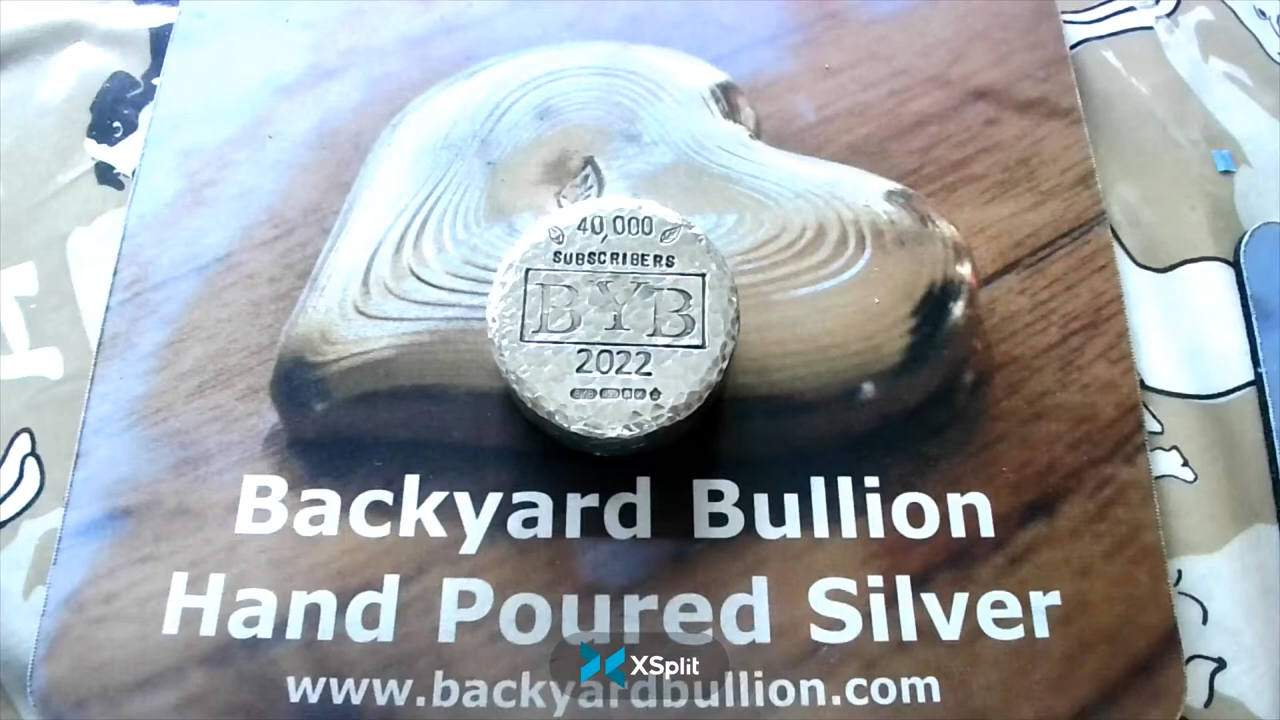 40,000
SUBSCRIBERS
BYB
2022
Backyard Bullion
Hand Poured Silver
www.backyardbullion.com
XSplit